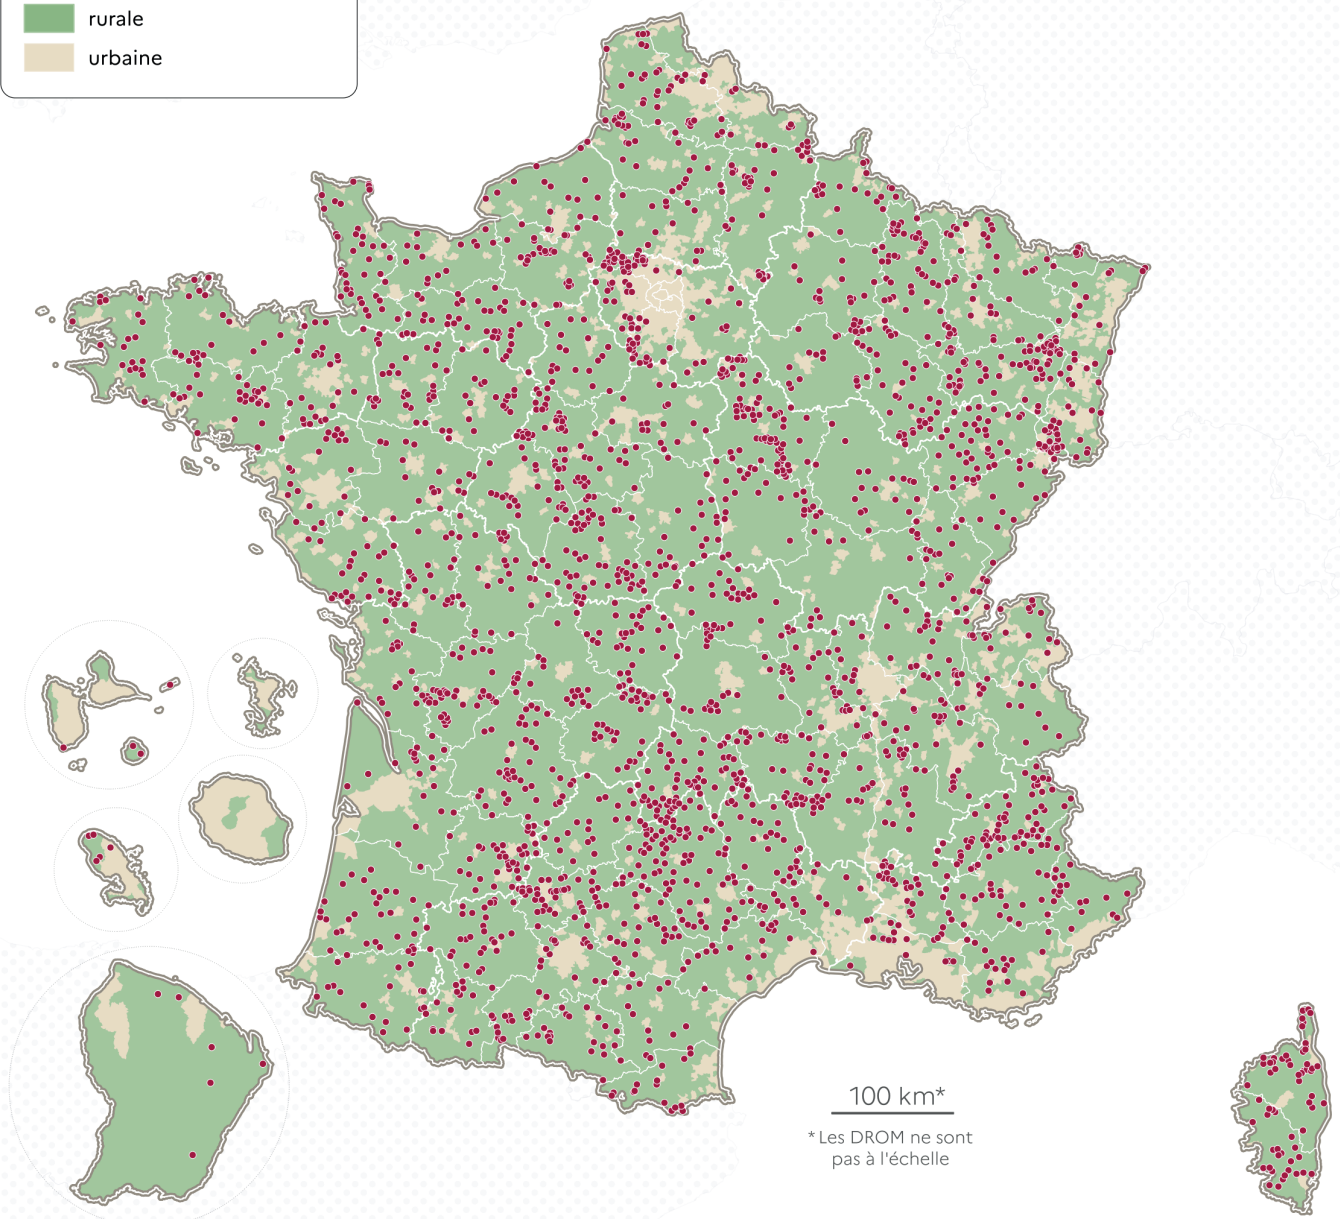 rurale
urbaine
100 km*
* Les DROM ne sont
pas à l'échelle